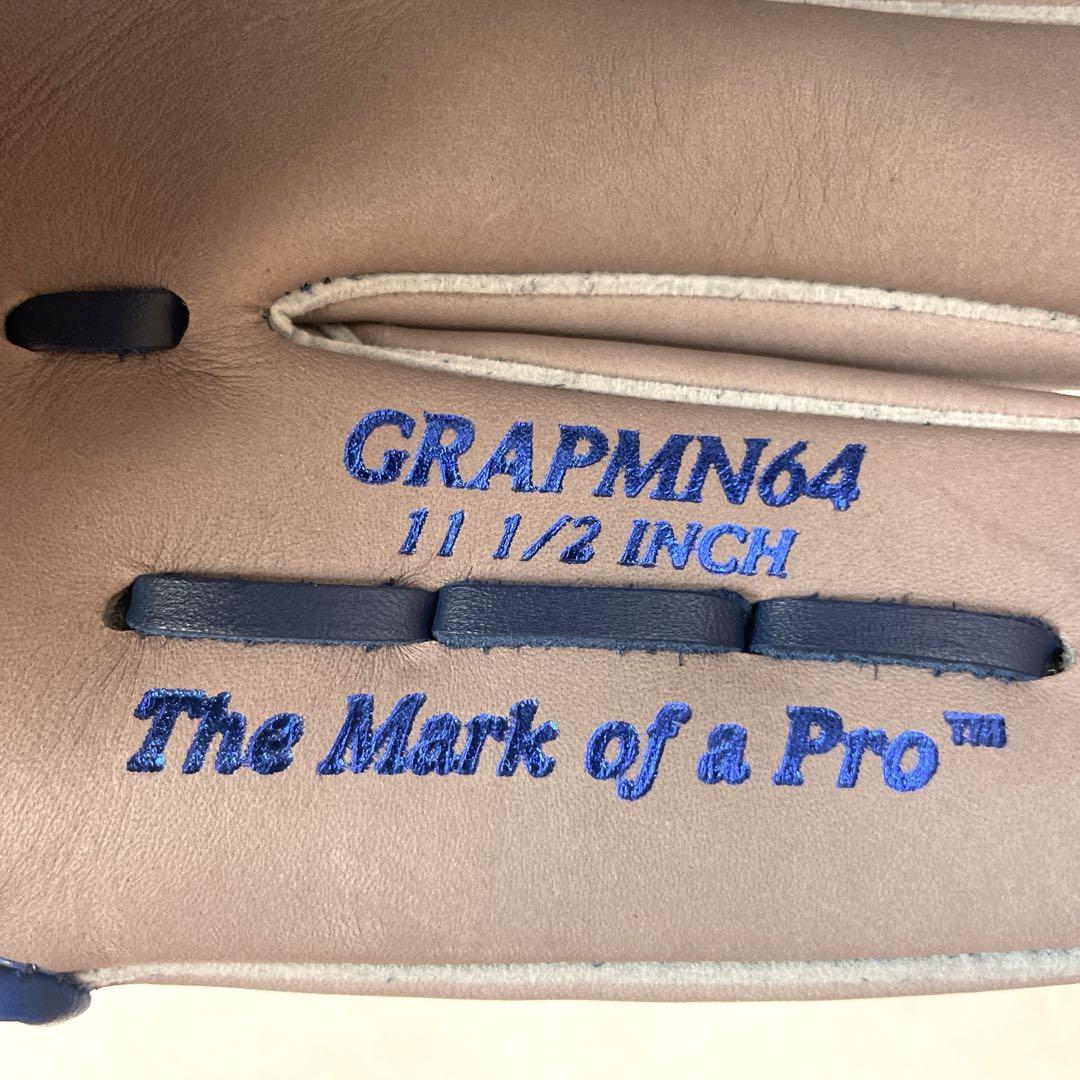 GRAPMN64
11 1/2 INCH
The Mark of a Pro™